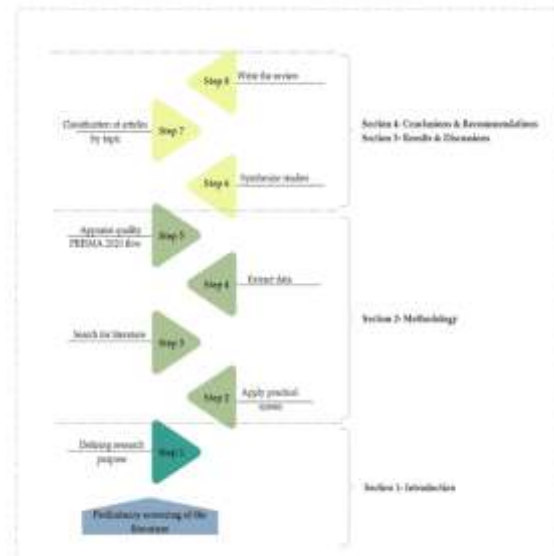 Step 8
Write the review
Classification of articles
by topic
Step 7
Step 6
Synthesize studies
Appraise quality
PRISMA 2020 flow
Step 5
Step 4
Extract data
Search for literature
Step 3
Step 2
Apply practical
screen
Defining research
purpose
Step 1
Preliminary screening of the
literature
Section 4- Conclusions & Recommendations
Section 3- Results & Discussions
Section 2- Methodology
Section 1- Introduction